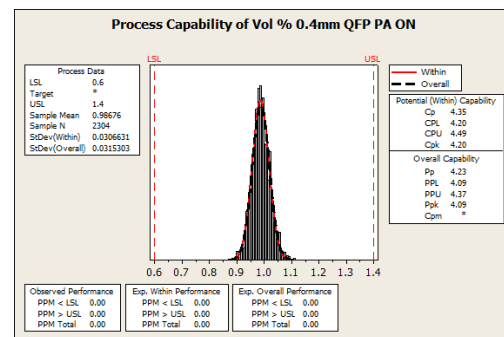 Process Capability of Vol % 0.4mm QFP PA ON
LSL
USL
Process Data
LSL 0.6
Target *
USL 1.4
Sample Mean 0.98676
Sample N 2304
StDev(Within) 0.0306631
StDev(Overall) 0.0315303
Within
Overall
Potential (Within) Capability
Cp 4.35
CPL 4.20
CPU 4.49
Cpk 4.20
Overall Capability
Pp 4.23
PPL 4.09
PPU 4.37
Ppk 4.09
Cpm *
0.6 0.7 0.8 0.9 1.0 1.1 1.2 1.3 1.4
Observed Performance
PPM < LSL 0.00
PPM > USL 0.00
PPM Total 0.00
Exp. Within Performance
PPM < LSL 0.00
PPM > USL 0.00
PPM Total 0.00
Exp. Overall Performance
PPM < LSL 0.00
PPM > USL 0.00
PPM Total 0.00